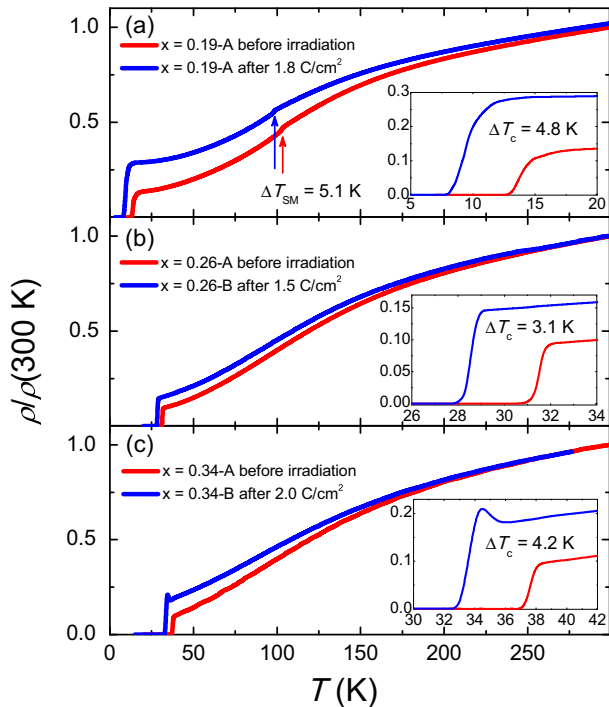 (a)
x = 0.19-A before irradiation
x = 0.19-A after 1.8 C/cm²
1.0
0.5
ΔT_SM = 5.1 K
0.3
0.2
0.1
0.0
ΔT_c = 4.8 K
5 10 15 20
(b)
x = 0.26-A before irradiation
x = 0.26-B after 1.5 C/cm²
1.0
0.5
0.15
0.10
0.05
0.00
ΔT_c = 3.1 K
26 28 30 32 34
(c)
x = 0.34-A before irradiation
x = 0.34-B after 2.0 C/cm²
1.0
0.5
0.0
0.2
0.1
0.0
ΔT_c = 4.2 K
30 32 34 36 38 40 42
0 50 100 150 200 250
ρ/ρ(300 K)
T (K)